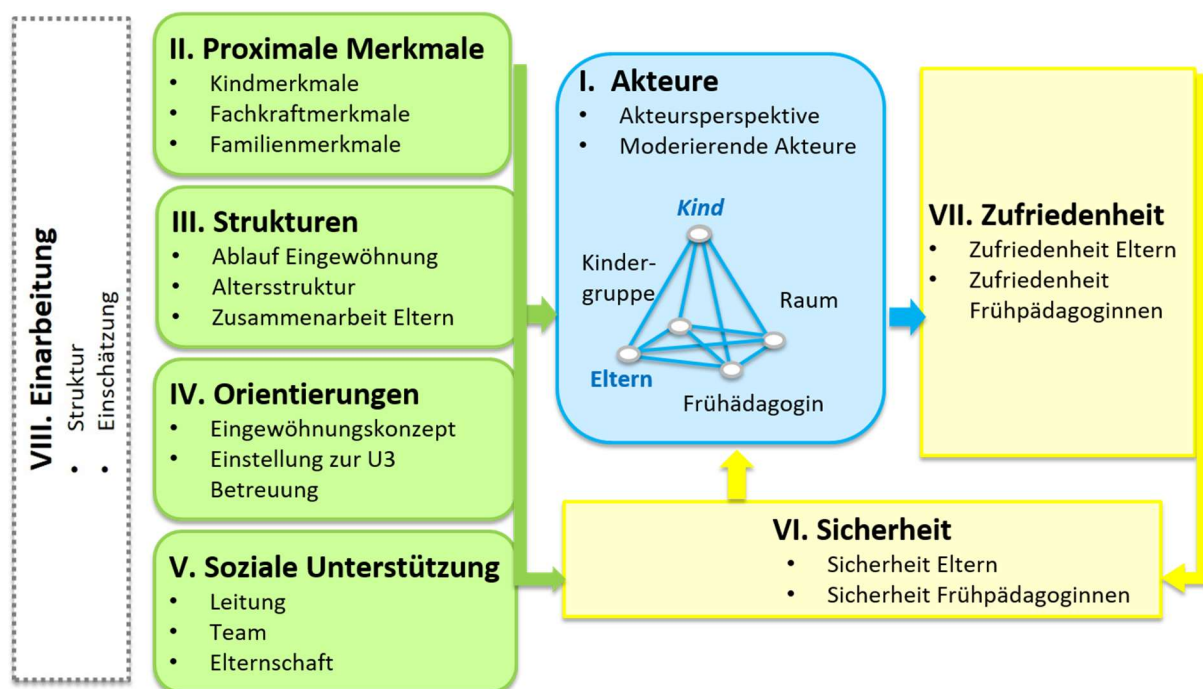 VIII. Einarbeitung
• Struktur
• Einschätzung
II. Proximale Merkmale
• Kindmerkmale
• Fachkraftmerkmale
• Familienmerkmale
III. Strukturen
• Ablauf Eingewöhnung
• Altersstruktur
• Zusammenarbeit Eltern
IV. Orientierungen
• Eingewöhnungskonzept
• Einstellung zur U3
Betreuung
V. Soziale Unterstützung
• Leitung
• Team
• Elternschaft
I. Akteure
• Akteursperspektive
• Moderierende Akteure
Kind
Kinder-
gruppe
Raum
Eltern
Frühädagogin
VII. Zufriedenheit
• Zufriedenheit Eltern
• Zufriedenheit
Frühpädagoginnen
VI. Sicherheit
• Sicherheit Eltern
• Sicherheit Frühpädagoginnen